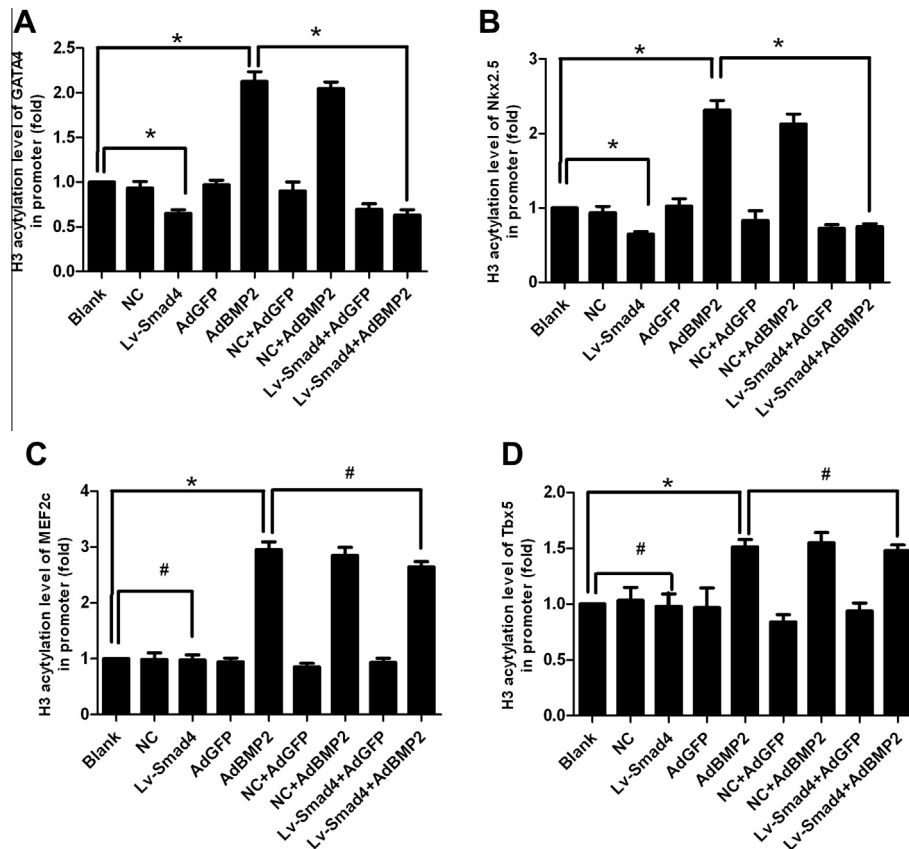 A
H3 acytylation level of GATA4
in promoter (fold)
2.5
2.0
1.5
1.0
0.5
0.0
*
*
*
Blank
NC
Lv-Smad4
AdGFP
AdBMP2
NC+AdGFP
NC+AdBMP2
Lv-Smad4+AdGFP
Lv-Smad4+AdBMP2
B
H3 acytylation level of Nkx2.5
in promoter (fold)
3
2
1
0
*
*
*
Blank
NC
Lv-Smad4
AdGFP
AdBMP2
NC+AdGFP
NC+AdBMP2
Lv-Smad4+AdGFP
Lv-Smad4+AdBMP2
C
H3 acytylation level of MEF2c
in promoter (fold)
4
3
2
1
0
*
#
#
Blank
NC
Lv-Smad4
AdGFP
AdBMP2
NC+AdGFP
NC+AdBMP2
Lv-Smad4+AdGFP
Lv-Smad4+AdBMP2
D
H3 acytylation level of Tbx5
in promoter (fold)
2.0
1.5
1.0
0.5
0.0
*
#
#
Blank
NC
Lv-Smad4
AdGFP
AdBMP2
NC+AdGFP
NC+AdBMP2
Lv-Smad4+AdGFP
Lv-Smad4+AdBMP2